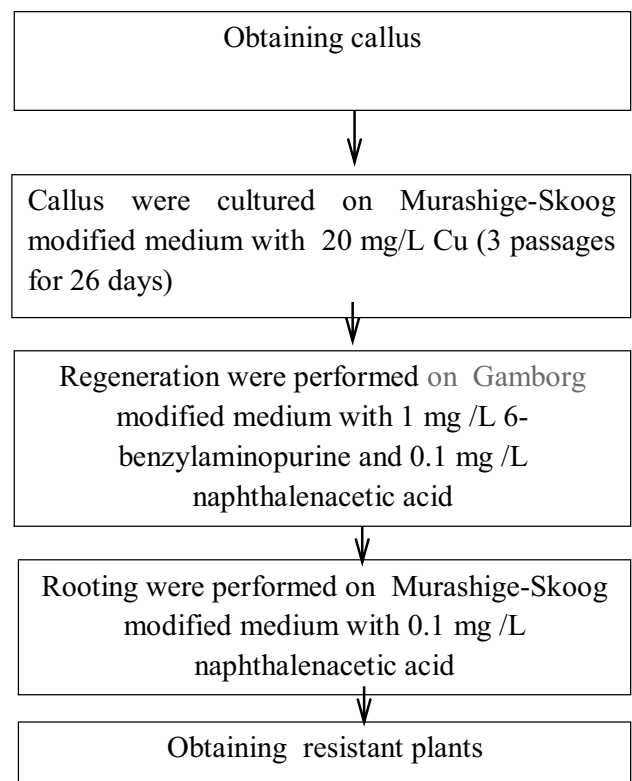 Obtaining callus
Callus were cultured on Murashige-Skoog
modified medium with 20 mg/L Cu (3 passages
for 26 days)
Regeneration were performed on Gamborg
modified medium with 1 mg /L 6-
benzylaminopurine and 0.1 mg /L
naphthalenacetic acid
Rooting were performed on Murashige-Skoog
modified medium with 0.1 mg /L
naphthalenacetic acid
Obtaining resistant plants